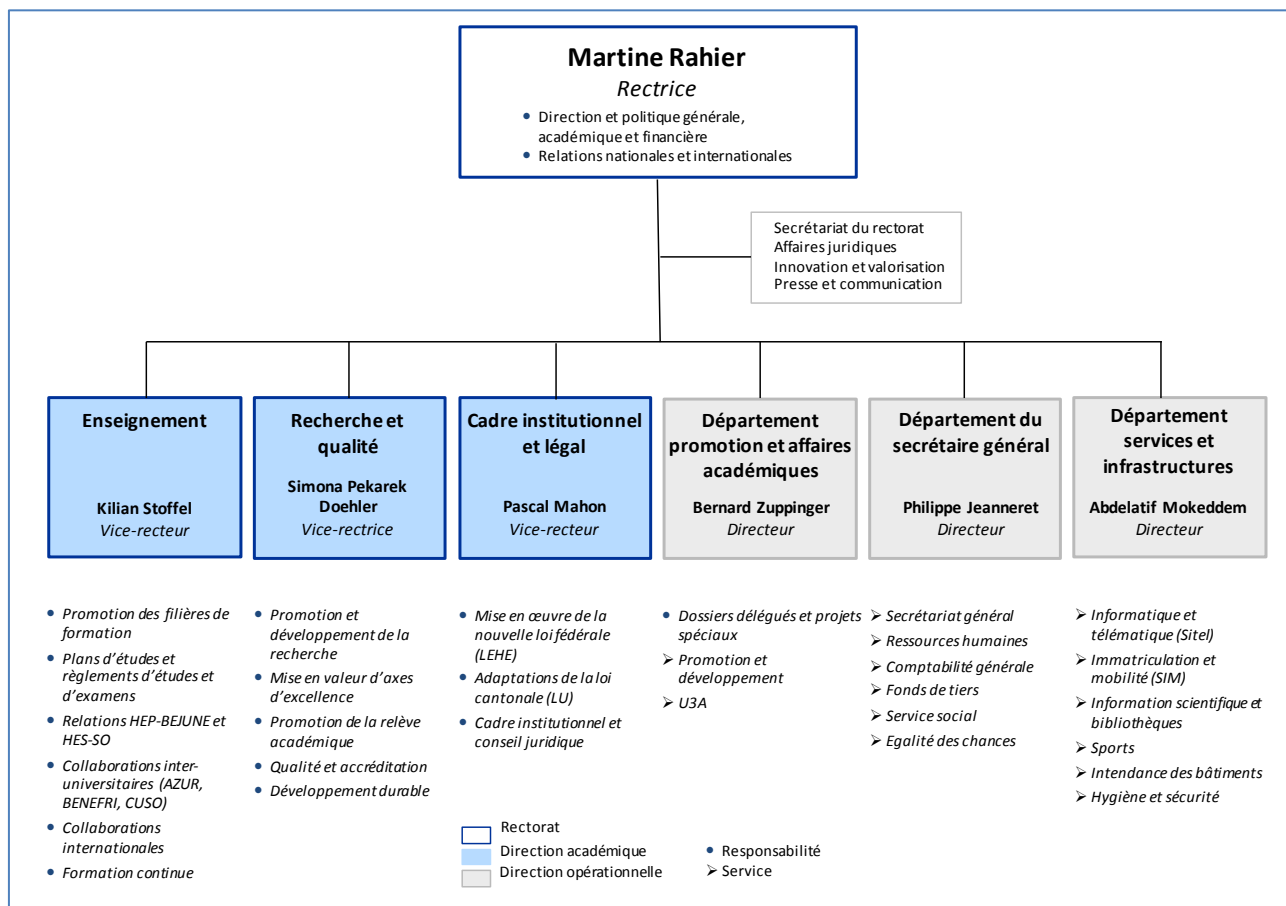 Martine Rahier
Rectrice
• Direction et politique générale,
académique et financière
• Relations nationales et internationales
Secrétariat du rectorat
Affaires juridiques
Innovation et valorisation
Presse et communication
Enseignement
Kilian Stoffel
Vice-recteur
Recherche et
qualité
Simona Pekarek
Doehler
Vice-rectrice
Cadre institutionnel
et légal
Pascal Mahon
Vice-recteur
Département
promotion et affaires
académiques
Bernard Zuppinger
Directeur
Département du
secrétaire général
Philippe Jeanneret
Directeur
Département
services et
infrastructures
Abdelatif Mokeddem
Directeur
• Promotion des filières de
formation
• Plans d'études et
règlements d'études et
d'examens
• Relations HEP-BEJUNE et
HES-SO
• Collaborations inter-
universitaires (AZUR,
BENEFRI, CUSO)
• Collaborations
internationales
• Formation continue
• Promotion et
développement de la
recherche
• Mise en valeur d'axes
d'excellence
• Promotion de la relève
académique
• Qualité et accréditation
• Développement durable
• Mise en œuvre de la
nouvelle loi fédérale
(LEHE)
• Adaptations de la loi
cantonale (LU)
• Cadre institutionnel et
conseil juridique
• Dossiers délégués et projets
spéciaux
➢ Promotion et
développement
➢ U3A
➢ Secrétariat général
➢ Ressources humaines
➢ Comptabilité générale
➢ Fonds de tiers
➢ Service social
➢ Egalité des chances
➢ Informatique et
télématique (Sitel)
➢ Immatriculation et
mobilité (SIM)
➢ Information scientifique et
bibliothèques
➢ Sports
➢ Intendance des bâtiments
➢ Hygiène et sécurité
Rectorat
Direction académique
Direction opérationnelle
• Responsabilité
➢ Service